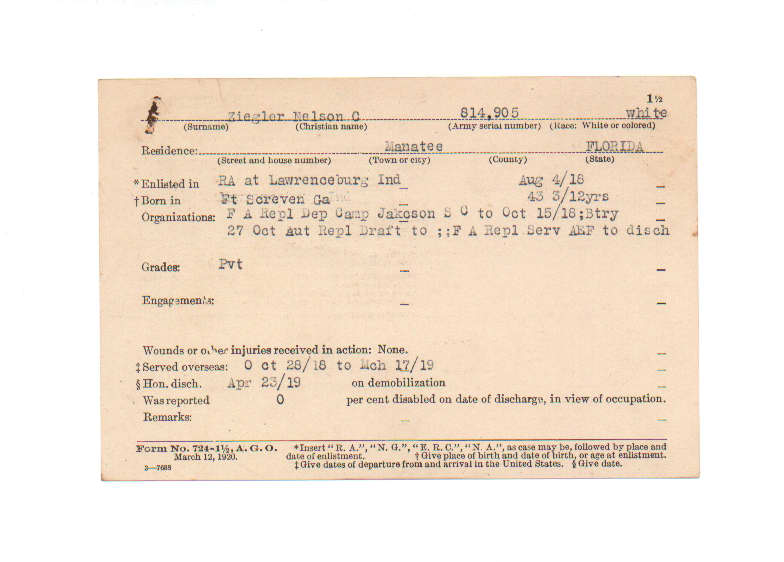 1½
Ziegler Nelson C 814,905 white
(Surname) (Christian name) (Army serial number) (Race: White or colored)
Residence: Manatee FLORIDA
(Street and house number) (Town or city) (County) (State)
*Enlisted in RA at Lawrenceburg Ind Aug 4/18
†Born in Ft Screven Ga 43 3/12yrs
Organizations: F A Repl Dep Camp Jakcson S C to Oct 15/18;Btry
27 Oct Aut Repl Draft to ;;F A Repl Serv AEF to disch
Grades: Pvt
Engagements:
Wounds or other injuries received in action: None.
‡Served overseas: O ct 28/18 to Mch 17/19
§Hon. disch. Apr 23/19 on demobilization
Was reported 0 per cent disabled on date of discharge, in view of occupation.
Remarks:
Form No. 724-1½, A. G. O. *Insert "R. A.", "N. G.", "E. R. C.", "N. A.", as case may be, followed by place and
March 12, 1920. date of enlistment. †Give place of birth and date of birth, or age at enlistment.
3—7688 ‡Give dates of departure from and arrival in the United States. §Give date.